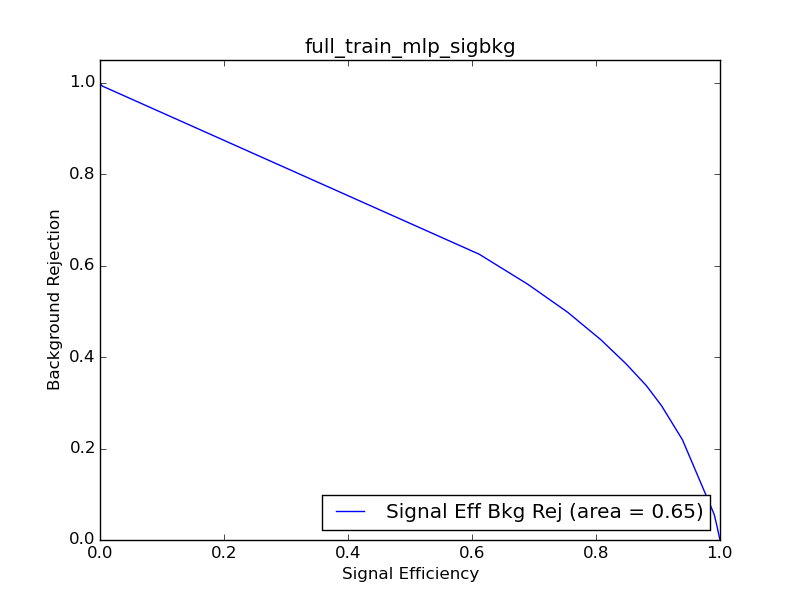 full_train_mlp_sigbkg
1.0
0.8
0.6
0.4
0.2
0.0
Background Rejection
Signal Eff Bkg Rej (area = 0.65)
0.0 0.2 0.4 0.6 0.8 1.0
Signal Efficiency